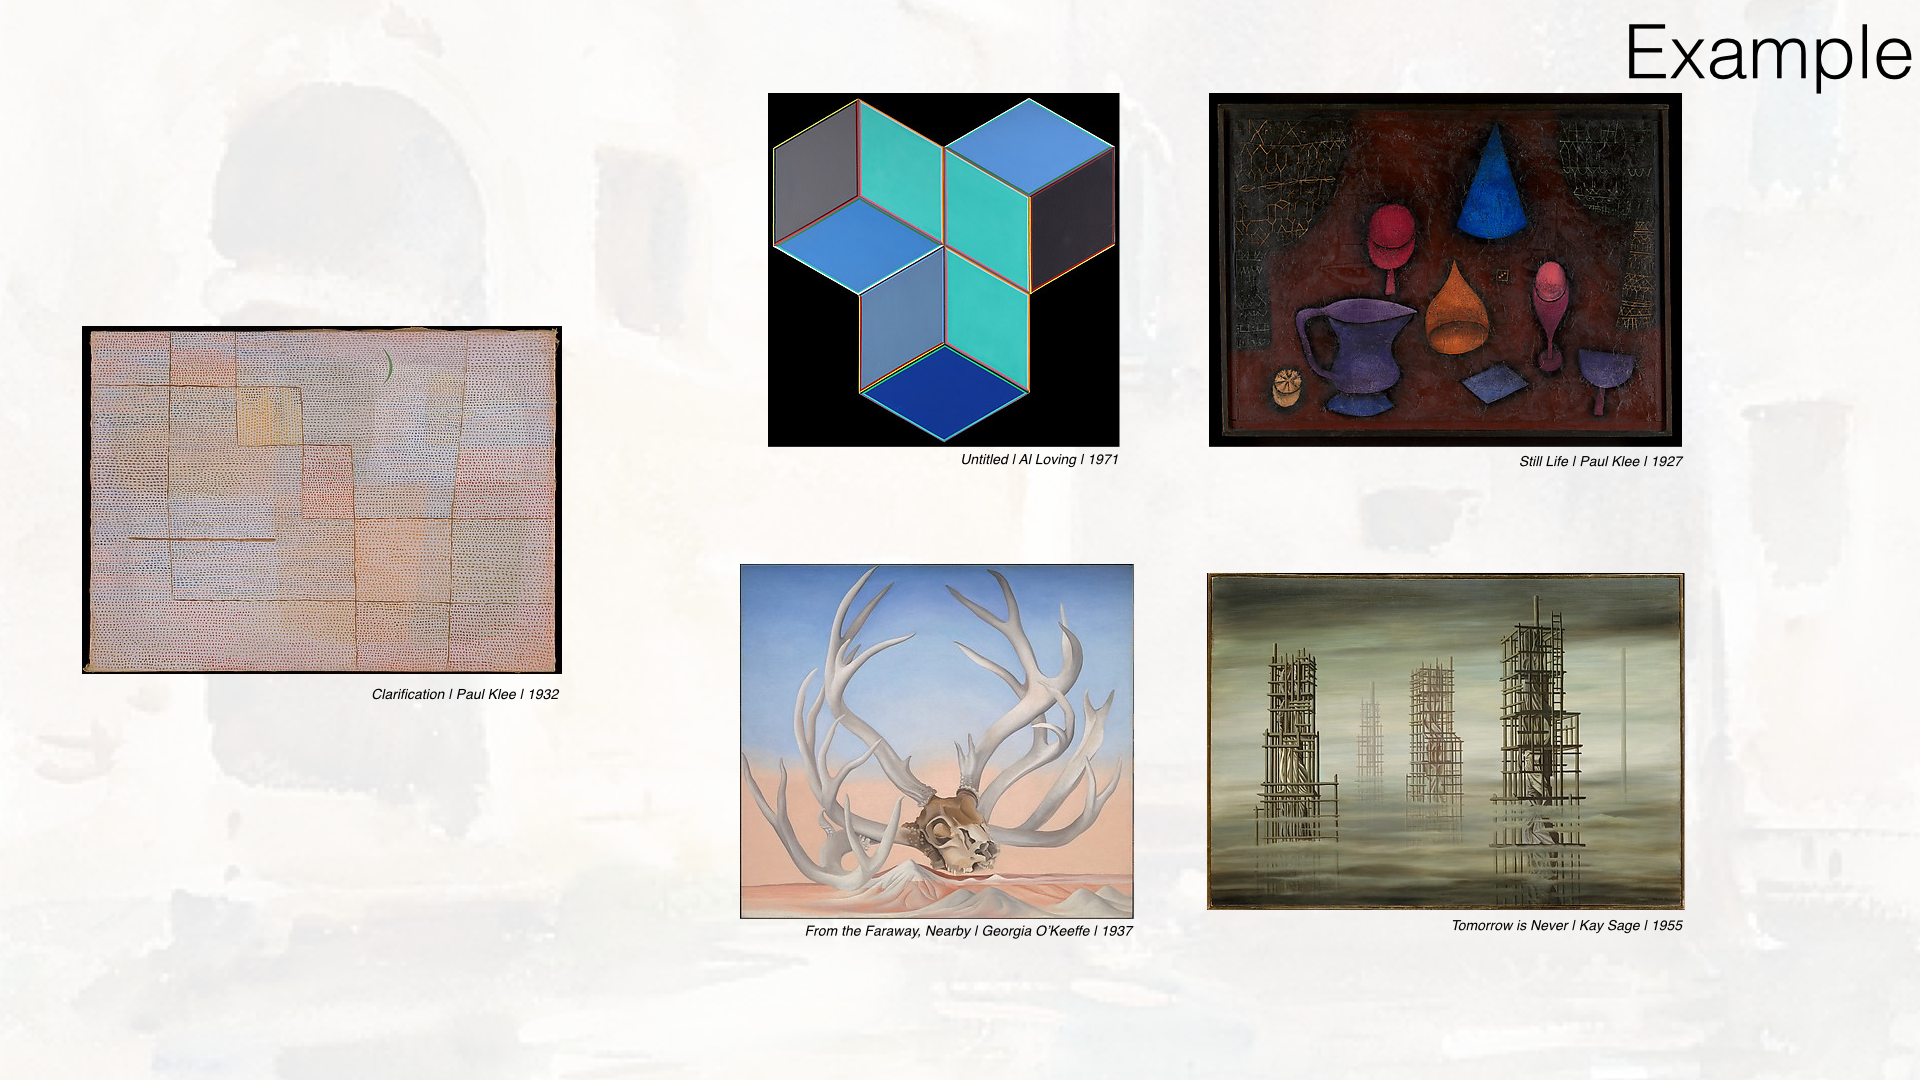 Example
Untitled | Al Loving | 1971
Still Life | Paul Klee | 1927
Clarification | Paul Klee | 1932
From the Faraway, Nearby | Georgia O’Keeffe | 1937
Tomorrow is Never | Kay Sage | 1955